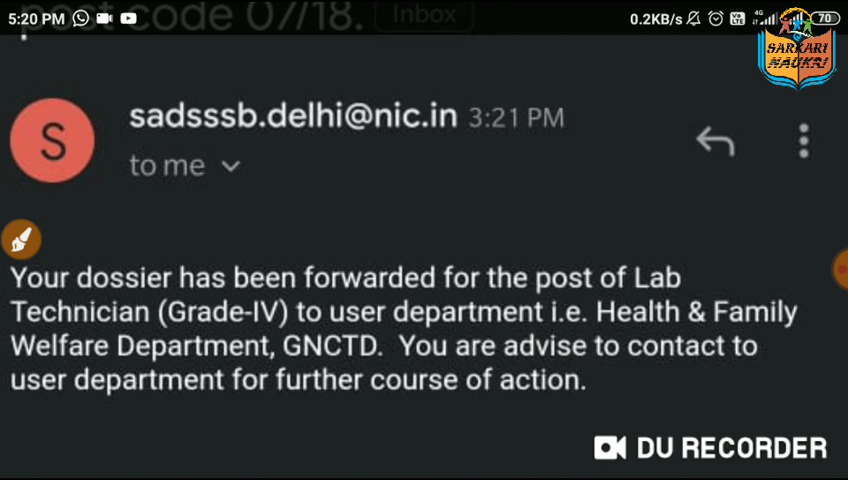 5:20 PM
0.2KB/s 4G 70
post code 07/18. Inbox
SARKARI
NAUKRI
S
sadsssb.delhi@nic.in 3:21 PM
to me
Your dossier has been forwarded for the post of Lab
Technician (Grade-IV) to user department i.e. Health & Family
Welfare Department, GNCTD. You are advise to contact to
user department for further course of action.
DU RECORDER